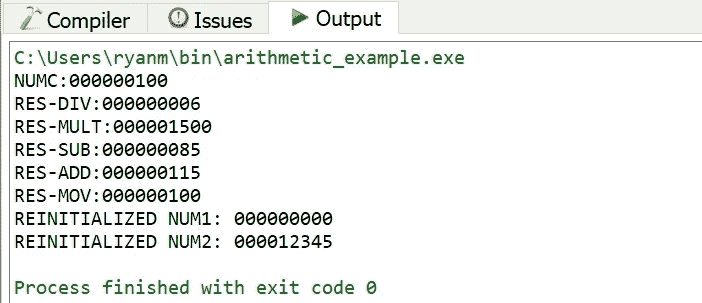 Compiler Issues Output
C:\Users\ryanm\bin\arithmetic_example.exe
NUMC:000000100
RES-DIV:000000006
RES-MULT:000001500
RES-SUB:000000085
RES-ADD:000000115
RES-MOV:000000100
REINITIALIZED NUM1: 000000000
REINITIALIZED NUM2: 000012345
Process finished with exit code 0